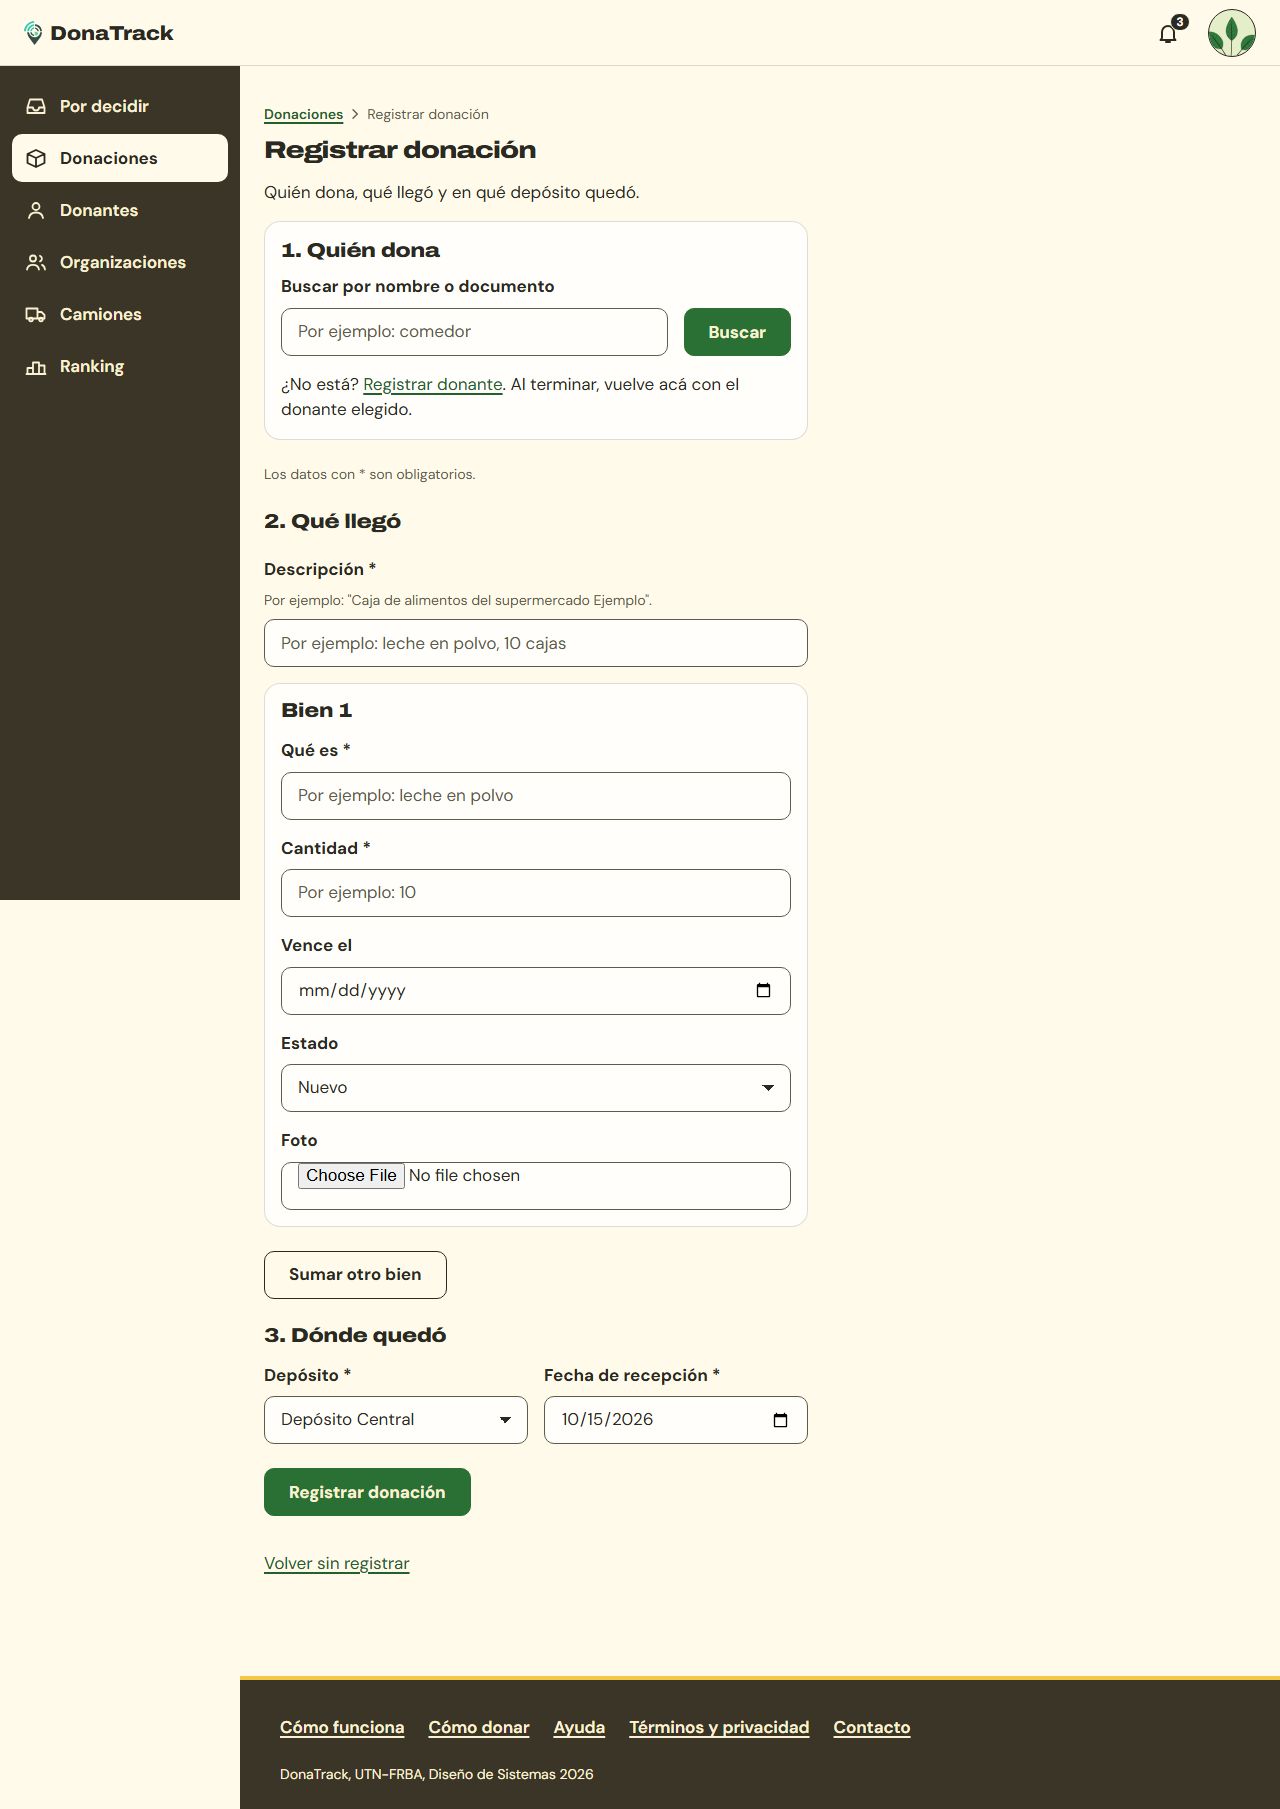 DonaTrack
3
Por decidir
Donaciones
Donantes
Organizaciones
Camiones
Ranking
Donaciones > Registrar donación
Registrar donación
Quién dona, qué llegó y en qué depósito quedó.
1. Quién dona
Buscar por nombre o documento
Por ejemplo: comedor
Buscar
¿No está? Registrar donante. Al terminar, vuelve acá con el
donante elegido.
Los datos con * son obligatorios.
2. Qué llegó
Descripción *
Por ejemplo: "Caja de alimentos del supermercado Ejemplo".
Por ejemplo: leche en polvo, 10 cajas
Bien 1
Qué es *
Por ejemplo: leche en polvo
Cantidad *
Por ejemplo: 10
Vence el
mm/dd/yyyy
Estado
Nuevo
Foto
Choose File No file chosen
Sumar otro bien
3. Dónde quedó
Depósito * Fecha de recepción *
Depósito Central 10/15/2026
Registrar donación
Volver sin registrar
Cómo funciona Cómo donar Ayuda Términos y privacidad Contacto
DonaTrack, UTN-FRBA, Diseño de Sistemas 2026